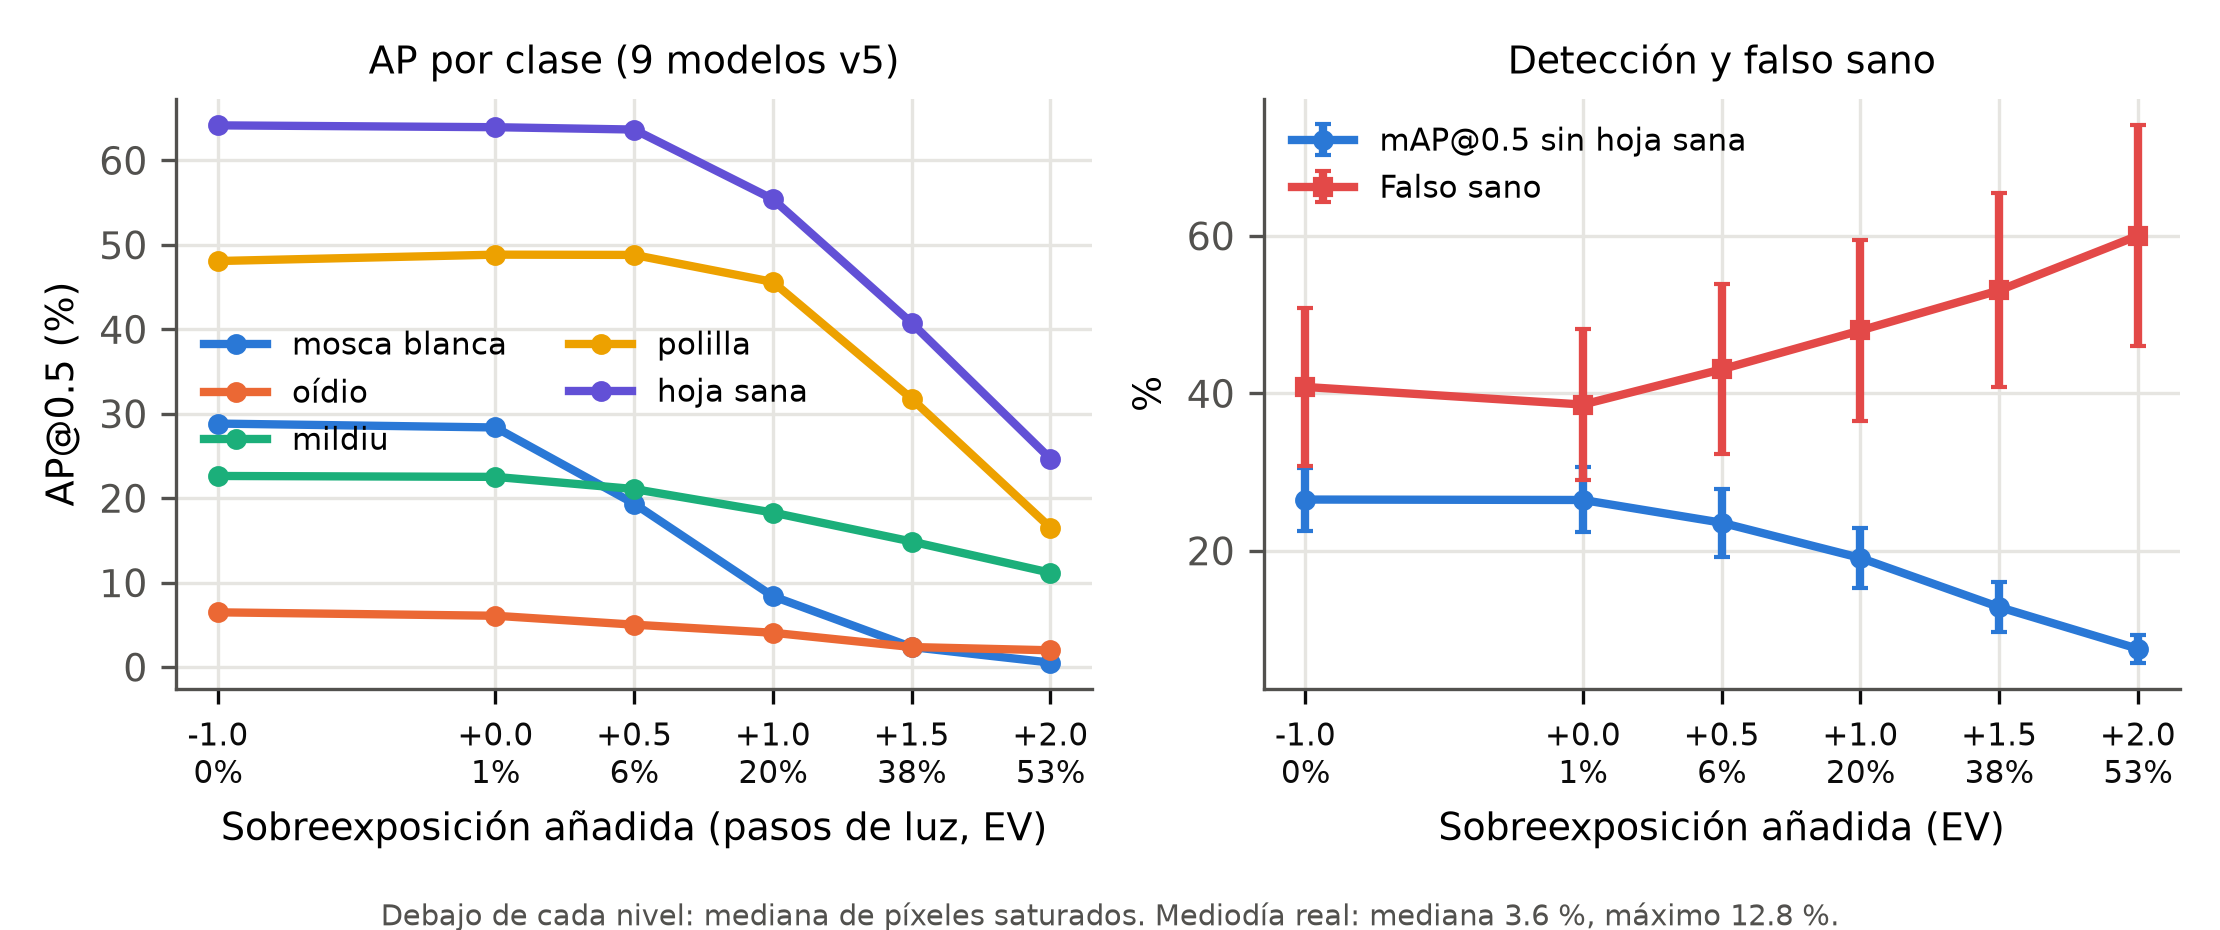 AP por clase (9 modelos v5)
AP@0.5 (%)
60
50
40
30
20
10
0
mosca blanca
oídio
mildiu
polilla
hoja sana
-1.0 +0.0 +0.5 +1.0 +1.5 +2.0
0% 1% 6% 20% 38% 53%
Sobreexposición añadida (pasos de luz, EV)
Detección y falso sano
%
60
40
20
mAP@0.5 sin hoja sana
Falso sano
-1.0 +0.0 +0.5 +1.0 +1.5 +2.0
0% 1% 6% 20% 38% 53%
Sobreexposición añadida (EV)
Debajo de cada nivel: mediana de píxeles saturados. Mediodía real: mediana 3.6 %, máximo 12.8 %.